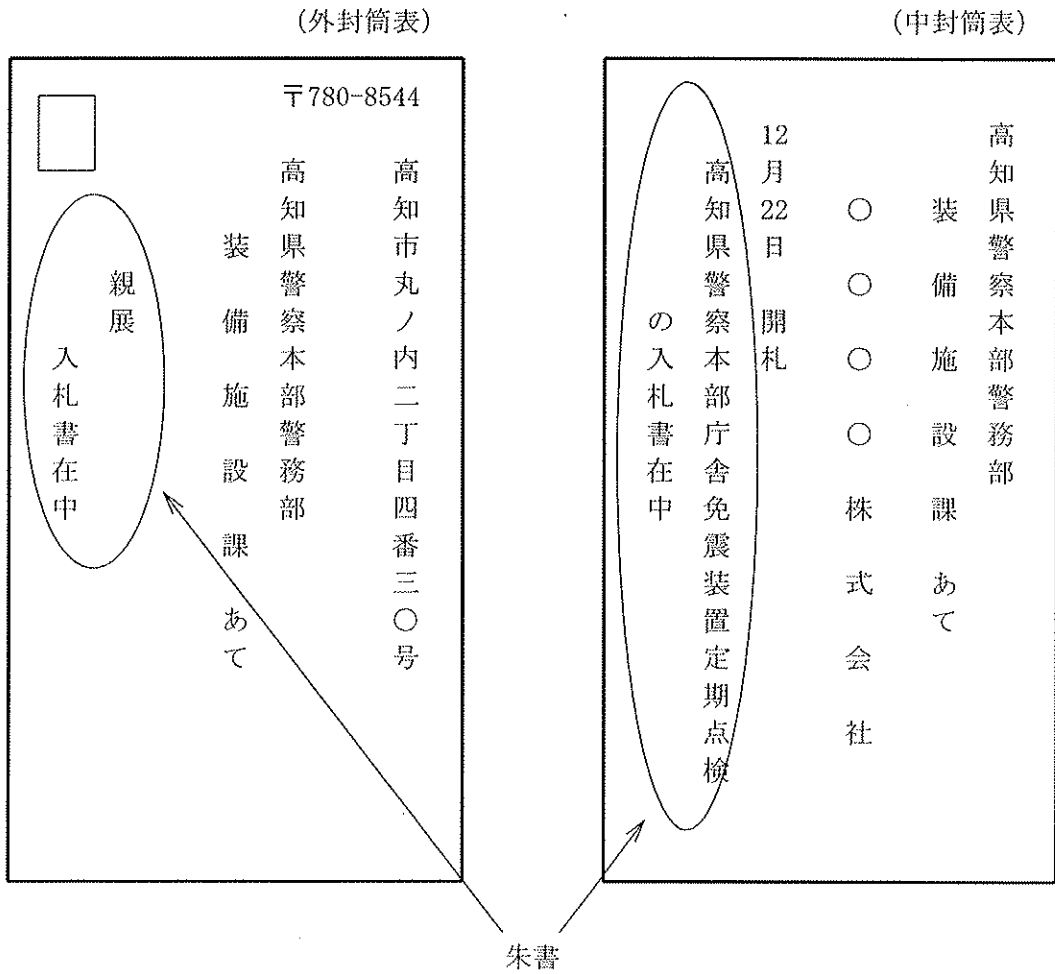 (外封筒表)
〒780-8544
高知市丸ノ内二丁目四番三〇号
高知県警察本部警務部
装備施設課あて
親展
入札書在中
(中封筒表)
高知県警察本部警務部
装備施設課あて
〇〇〇〇株式会社
12月22日 開札
高知県警察本部庁舎免震装置定期点検
の入札書在中
朱書